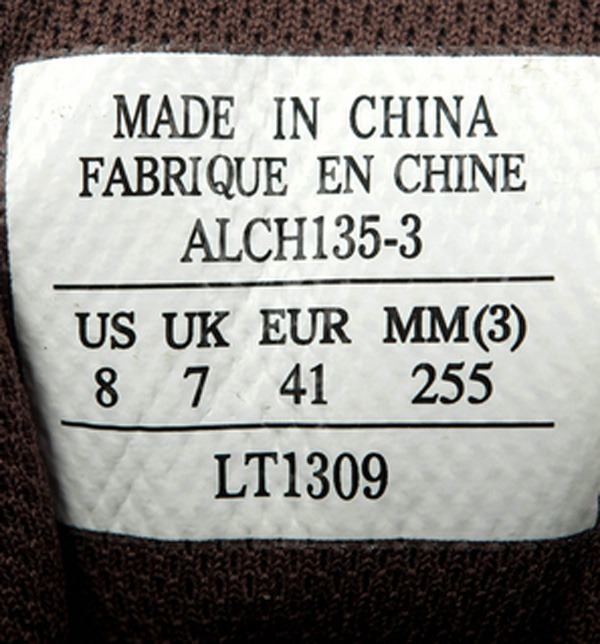 MADE IN CHINA
FABRIQUE EN CHINE
ALCH135-3
US UK EUR MM(3)
8 7 41 255
LT1309